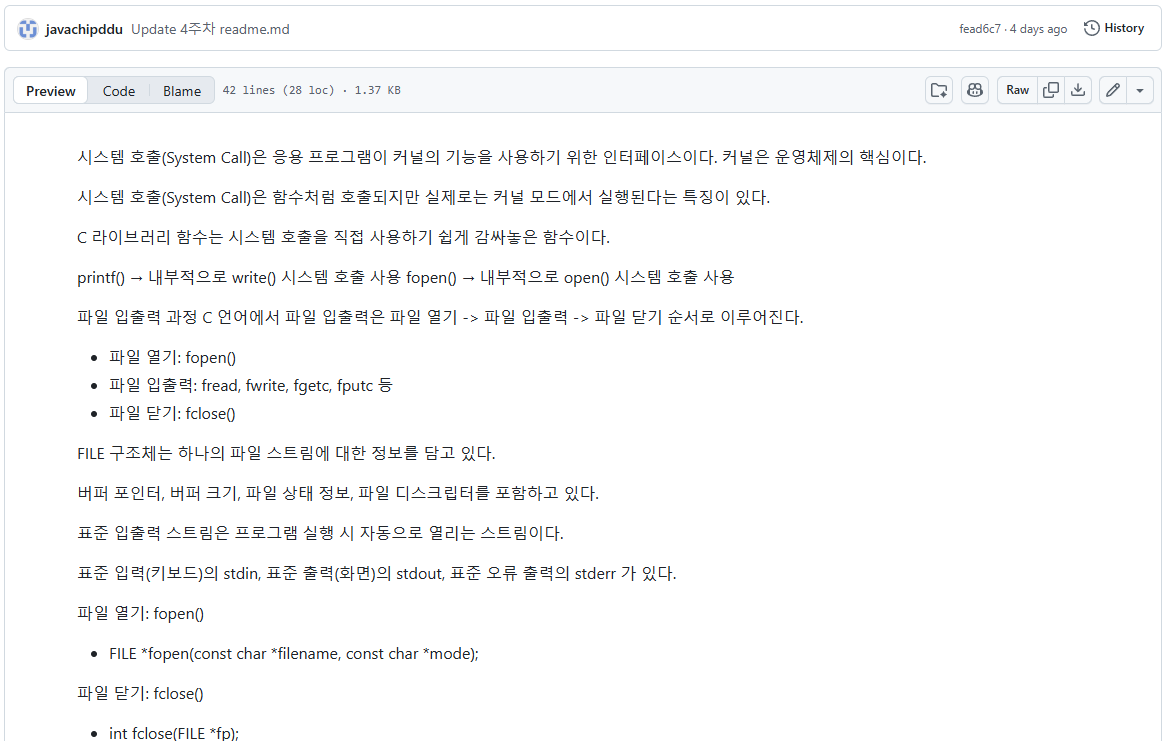 javachipddu Update 4주차 readme.md
fead6c7 · 4 days ago History
Preview Code Blame 42 lines (28 loc) · 1.37 KB Raw
시스템 호출(System Call)은 응용 프로그램이 커널의 기능을 사용하기 위한 인터페이스이다. 커널은 운영체제의 핵심이다.
시스템 호출(System Call)은 함수처럼 호출되지만 실제로는 커널 모드에서 실행된다는 특징이 있다.
C 라이브러리 함수는 시스템 호출을 직접 사용하기 쉽게 감싸놓은 함수이다.
printf() → 내부적으로 write() 시스템 호출 사용 fopen() → 내부적으로 open() 시스템 호출 사용
파일 입출력 과정 C 언어에서 파일 입출력은 파일 열기 -> 파일 입출력 -> 파일 닫기 순서로 이루어진다.
• 파일 열기: fopen()
• 파일 입출력: fread, fwrite, fgetc, fputc 등
• 파일 닫기: fclose()
FILE 구조체는 하나의 파일 스트림에 대한 정보를 담고 있다.
버퍼 포인터, 버퍼 크기, 파일 상태 정보, 파일 디스크립터를 포함하고 있다.
표준 입출력 스트림은 프로그램 실행 시 자동으로 열리는 스트림이다.
표준 입력(키보드)의 stdin, 표준 출력(화면)의 stdout, 표준 오류 출력의 stderr 가 있다.
파일 열기: fopen()
• FILE *fopen(const char *filename, const char *mode);
파일 닫기: fclose()
• int fclose(FILE *fp);